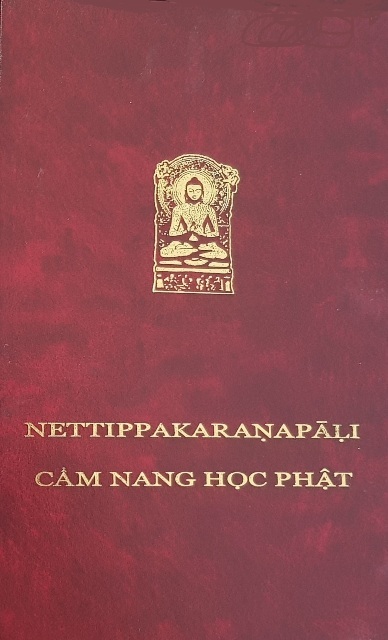 NETTIPPAKARAṆAPĀḶI
CẨM NANG HỌC PHẬT